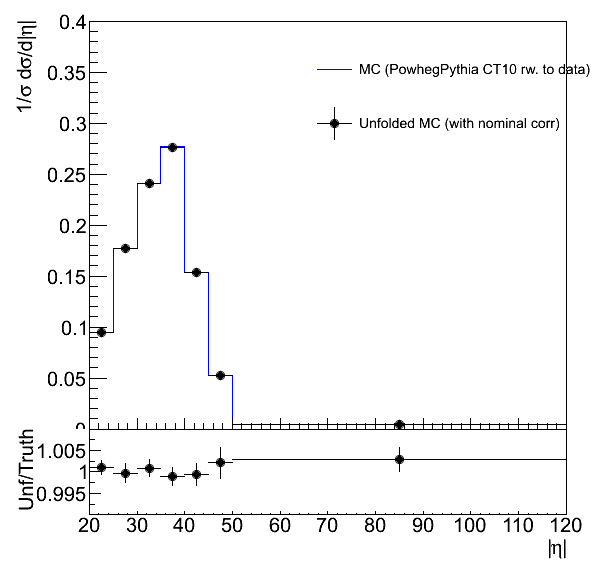 1/σ dσ/d|η|
0.4
0.35
0.3
0.25
0.2
0.15
0.1
0.05
0
MC (PowhegPythia CT10 rw. to data)
Unfolded MC (with nominal corr)
Unf/Truth
1.005
1
0.995
20 30 40 50 60 70 80 90 100 110 120
|η|